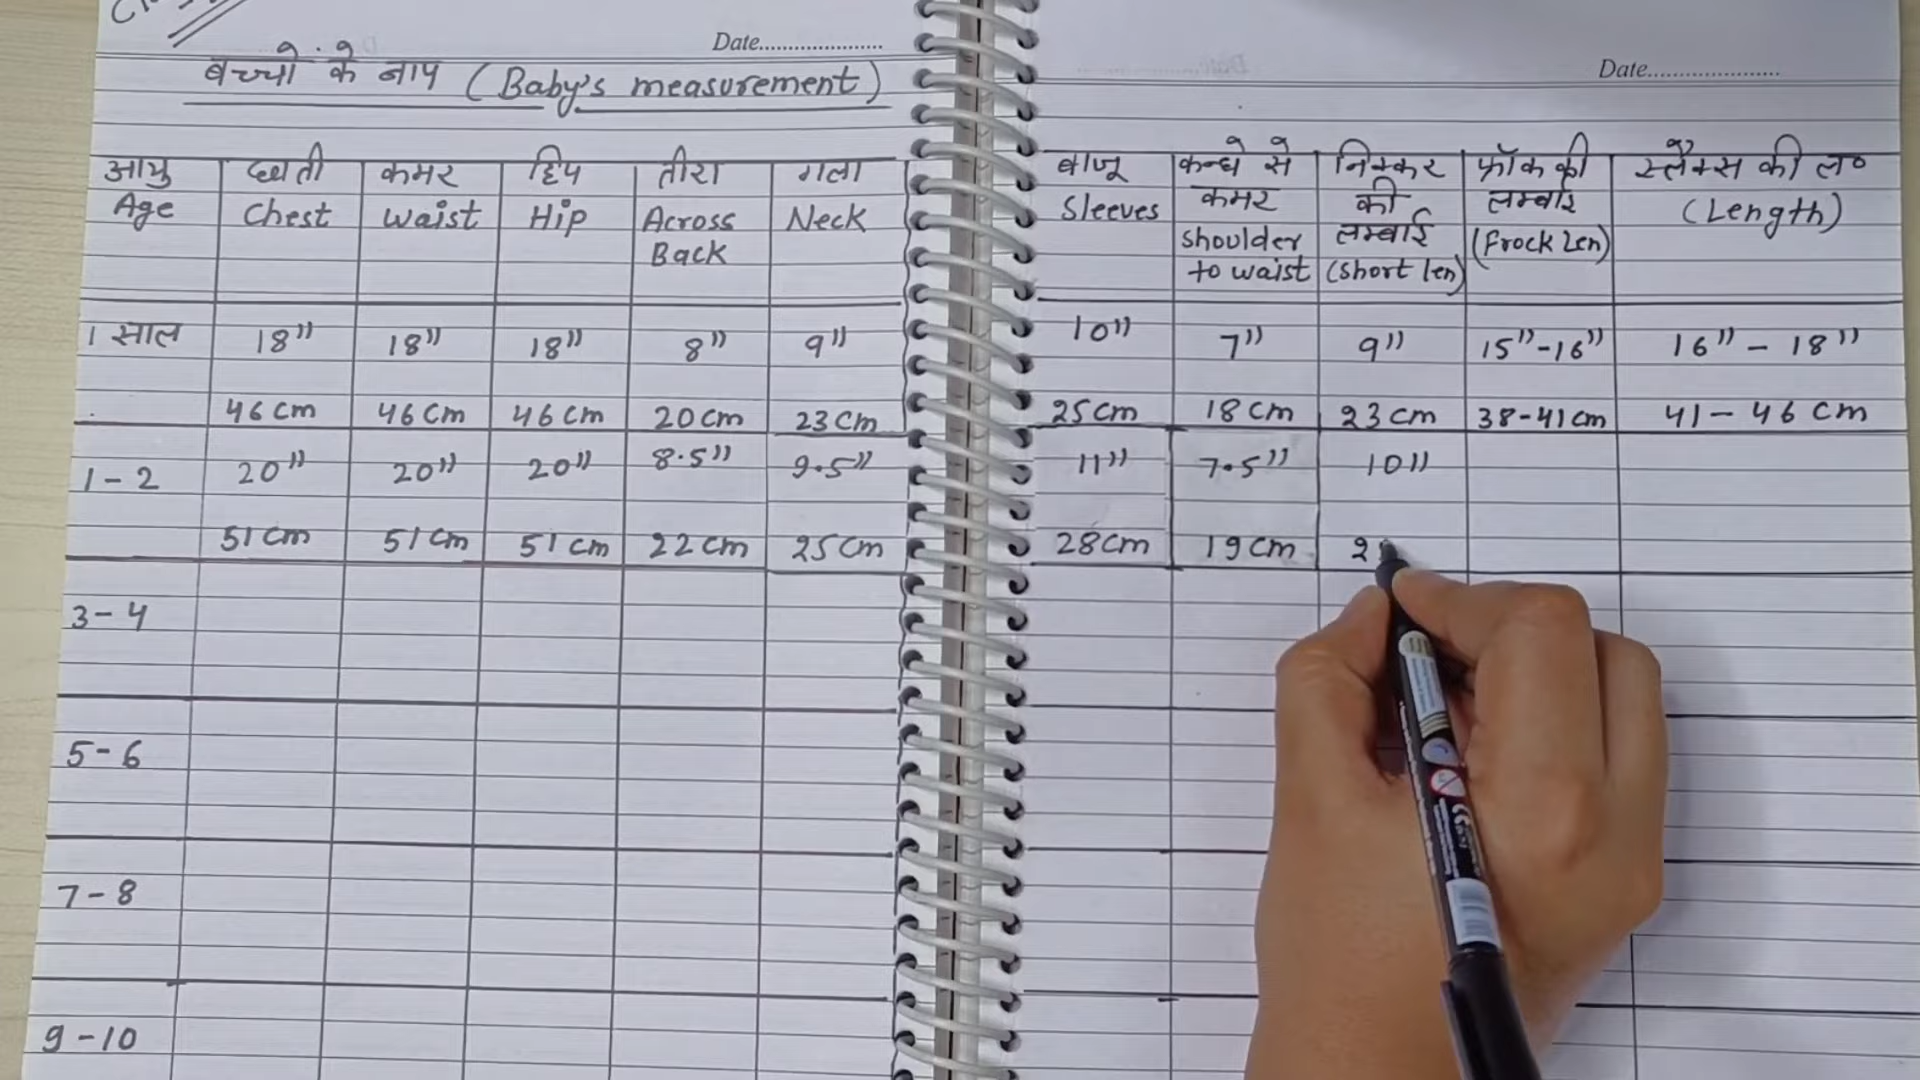 Date.....................
बच्चों के नाप (Baby's measurement)
आयु छाती कमर हिप तीरा गला
Age Chest waist Hip Across Neck
Back
1 साल 18" 18" 18" 8" 9"
46 Cm 46 Cm 46 Cm 20 cm 23 Cm
1 - 2 20" 20" 20" 8.5" 9.5"
51 Cm 51 Cm 51 Cm 22 Cm 25 Cm
3 - 4
5 - 6
7 - 8
9 - 10
Date.....................
बाजू कन्धे से निक्कर फ्रॉक की स्लैक्स की ल०
Sleeves कमर की लम्बाई (Length)
shoulder लम्बाई (Frock Len)
to waist (short len)
10" 7" 9" 15"-16" 16" - 18"
25 Cm 18 Cm 23 Cm 38-41 cm 41 - 46 cm
11" 7.5" 10"
28 cm 19 cm 2